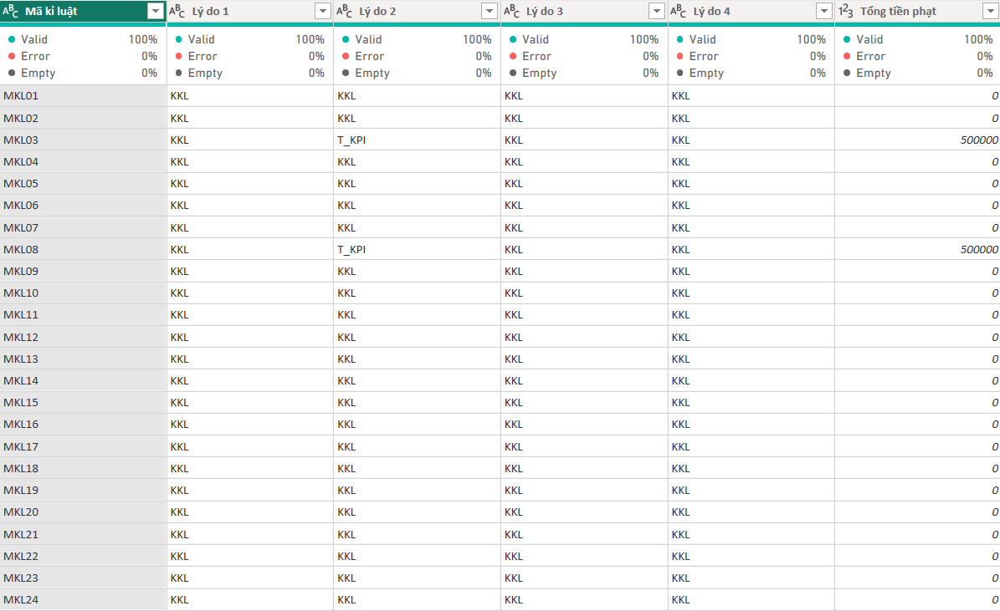 ABC Mã kỉ luật ABC Lý do 1 ABC Lý do 2 ABC Lý do 3 ABC Lý do 4 123 Tổng tiền phạt
Valid 100% Valid 100% Valid 100% Valid 100% Valid 100% Valid 100%
Error 0% Error 0% Error 0% Error 0% Error 0% Error 0%
Empty 0% Empty 0% Empty 0% Empty 0% Empty 0% Empty 0%
MKL01 KKL KKL KKL KKL 0
MKL02 KKL KKL KKL KKL 0
MKL03 KKL T_KPI KKL KKL 500000
MKL04 KKL KKL KKL KKL 0
MKL05 KKL KKL KKL KKL 0
MKL06 KKL KKL KKL KKL 0
MKL07 KKL KKL KKL KKL 0
MKL08 KKL T_KPI KKL KKL 500000
MKL09 KKL KKL KKL KKL 0
MKL10 KKL KKL KKL KKL 0
MKL11 KKL KKL KKL KKL 0
MKL12 KKL KKL KKL KKL 0
MKL13 KKL KKL KKL KKL 0
MKL14 KKL KKL KKL KKL 0
MKL15 KKL KKL KKL KKL 0
MKL16 KKL KKL KKL KKL 0
MKL17 KKL KKL KKL KKL 0
MKL18 KKL KKL KKL KKL 0
MKL19 KKL KKL KKL KKL 0
MKL20 KKL KKL KKL KKL 0
MKL21 KKL KKL KKL KKL 0
MKL22 KKL KKL KKL KKL 0
MKL23 KKL KKL KKL KKL 0
MKL24 KKL KKL KKL KKL 0